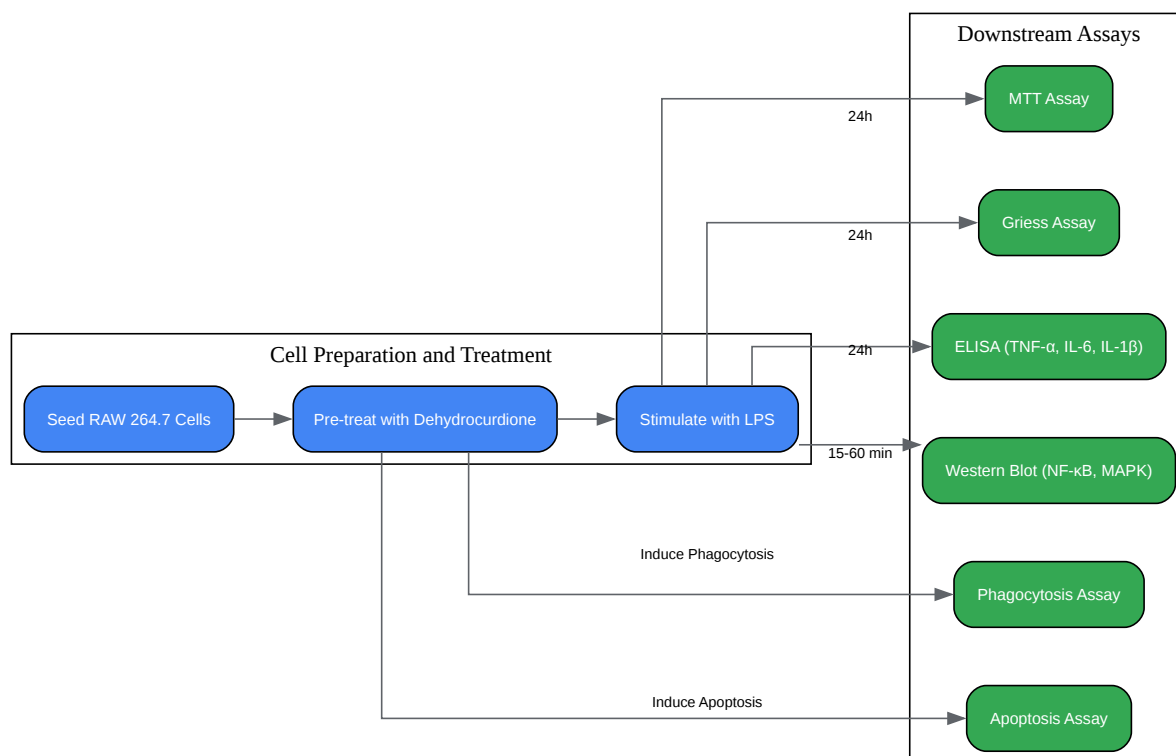 Downstream Assays
MTT Assay
24h
Griess Assay
24h
ELISA (TNF-α, IL-6, IL-1β)
24h
Cell Preparation and Treatment
Seed RAW 264.7 Cells
Pre-treat with Dehydrocurdione
Stimulate with LPS
15-60 min
Western Blot (NF-κB, MAPK)
Induce Phagocytosis
Phagocytosis Assay
Induce Apoptosis
Apoptosis Assay